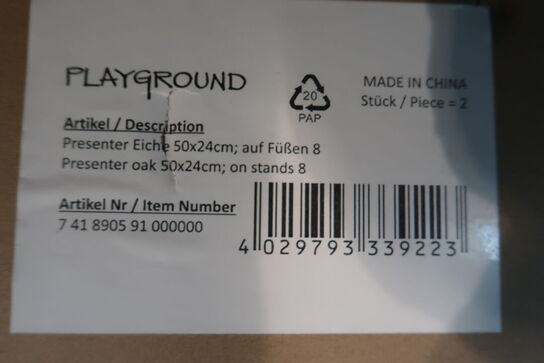 PLAYGROUND
20
PAP
MADE IN CHINA
Stück / Piece = 2
Artikel / Description
Presenter Eiche 50x24cm; auf Füßen 8
Presenter oak 50x24cm; on stands 8
Artikel Nr / Item Number
7 41 8905 91 000000
4 029793 339223